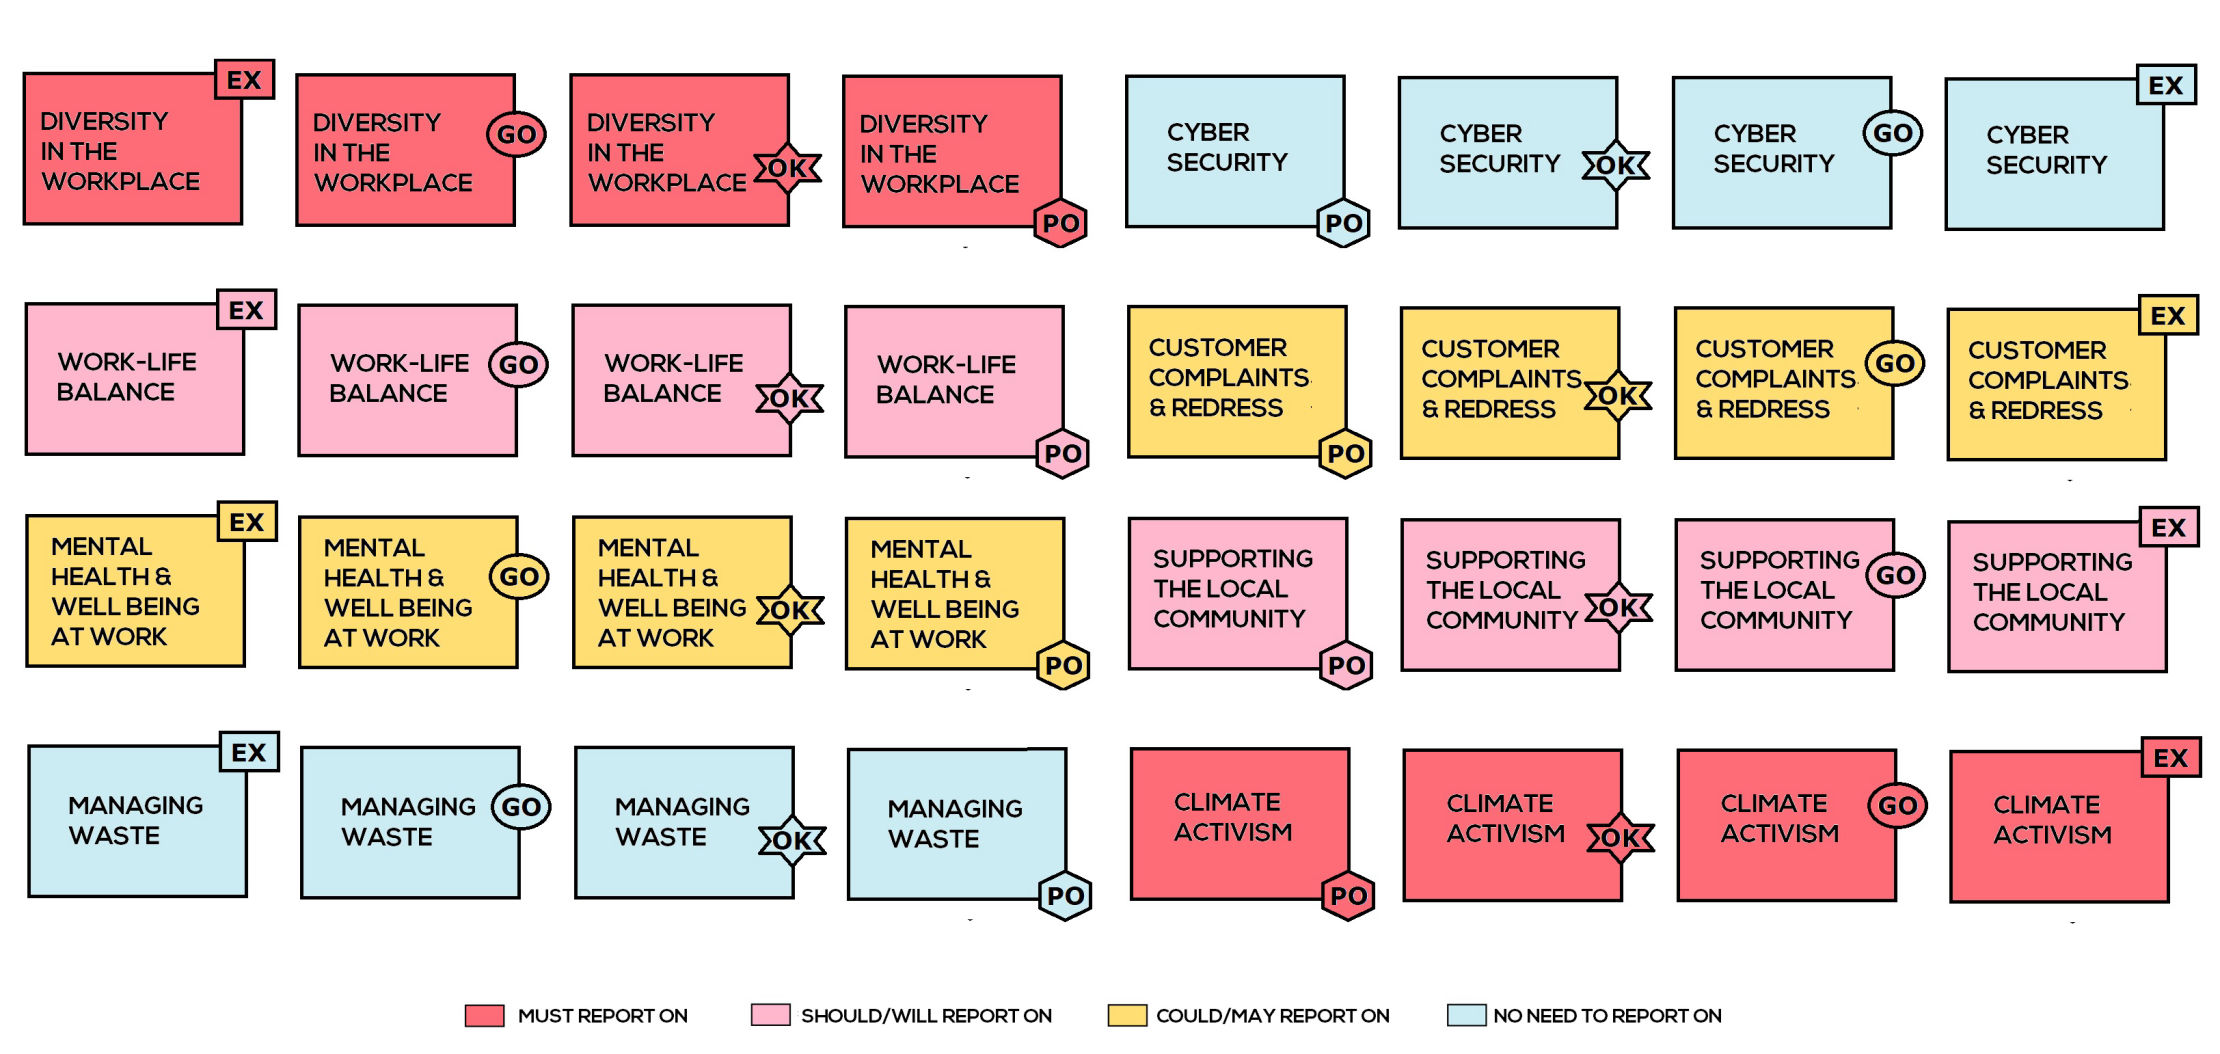 EX
DIVERSITY
IN THE
WORKPLACE
GO
DIVERSITY
IN THE
WORKPLACE
OK
DIVERSITY
IN THE
WORKPLACE
DIVERSITY
IN THE
WORKPLACE
PO
CYBER
SECURITY
PO
CYBER
SECURITY
OK
CYBER
SECURITY
GO
EX
CYBER
SECURITY
EX
WORK-LIFE
BALANCE
WORK-LIFE
BALANCE
GO
WORK-LIFE
BALANCE
OK
WORK-LIFE
BALANCE
PO
CUSTOMER
COMPLAINTS
& REDRESS
PO
CUSTOMER
COMPLAINTS
& REDRESS
OK
CUSTOMER
COMPLAINTS
& REDRESS
GO
EX
CUSTOMER
COMPLAINTS
& REDRESS
EX
MENTAL
HEALTH &
WELL BEING
AT WORK
MENTAL
HEALTH &
WELL BEING
AT WORK
GO
MENTAL
HEALTH &
WELL BEING
AT WORK
OK
MENTAL
HEALTH &
WELL BEING
AT WORK
PO
SUPPORTING
THE LOCAL
COMMUNITY
PO
SUPPORTING
THE LOCAL
COMMUNITY
OK
SUPPORTING
THE LOCAL
COMMUNITY
GO
EX
SUPPORTING
THE LOCAL
COMMUNITY
EX
MANAGING
WASTE
MANAGING
WASTE
GO
MANAGING
WASTE
OK
MANAGING
WASTE
PO
CLIMATE
ACTIVISM
PO
CLIMATE
ACTIVISM
OK
CLIMATE
ACTIVISM
GO
EX
CLIMATE
ACTIVISM
MUST REPORT ON
SHOULD/WILL REPORT ON
COULD/MAY REPORT ON
NO NEED TO REPORT ON